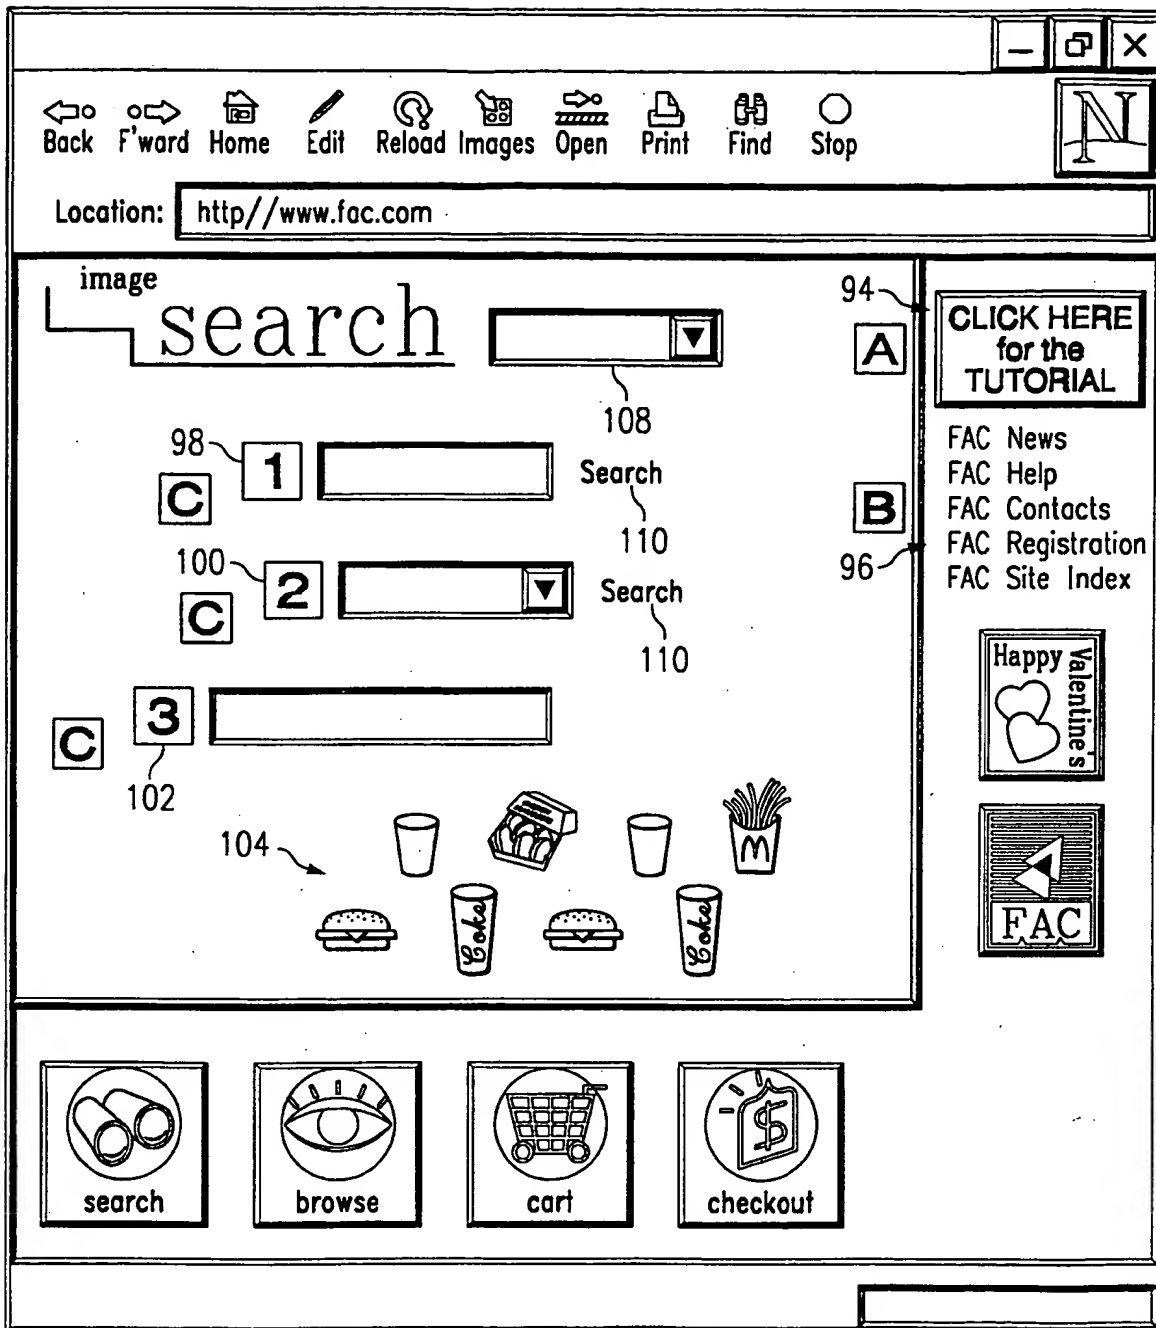 Back F'ward Home Edit Reload Images Open Print Find Stop
N
Location: http//www.fac.com
image
search
108
94
A
CLICK HERE
for the
TUTORIAL
98
1
Search
110
C
B
96
FAC News
FAC Help
FAC Contacts
FAC Registration
FAC Site Index
100
2
Search
110
C
Happy Valentine's
3
C
102
104
M
Coke
Coke
FAC
$
search
browse
cart
checkout